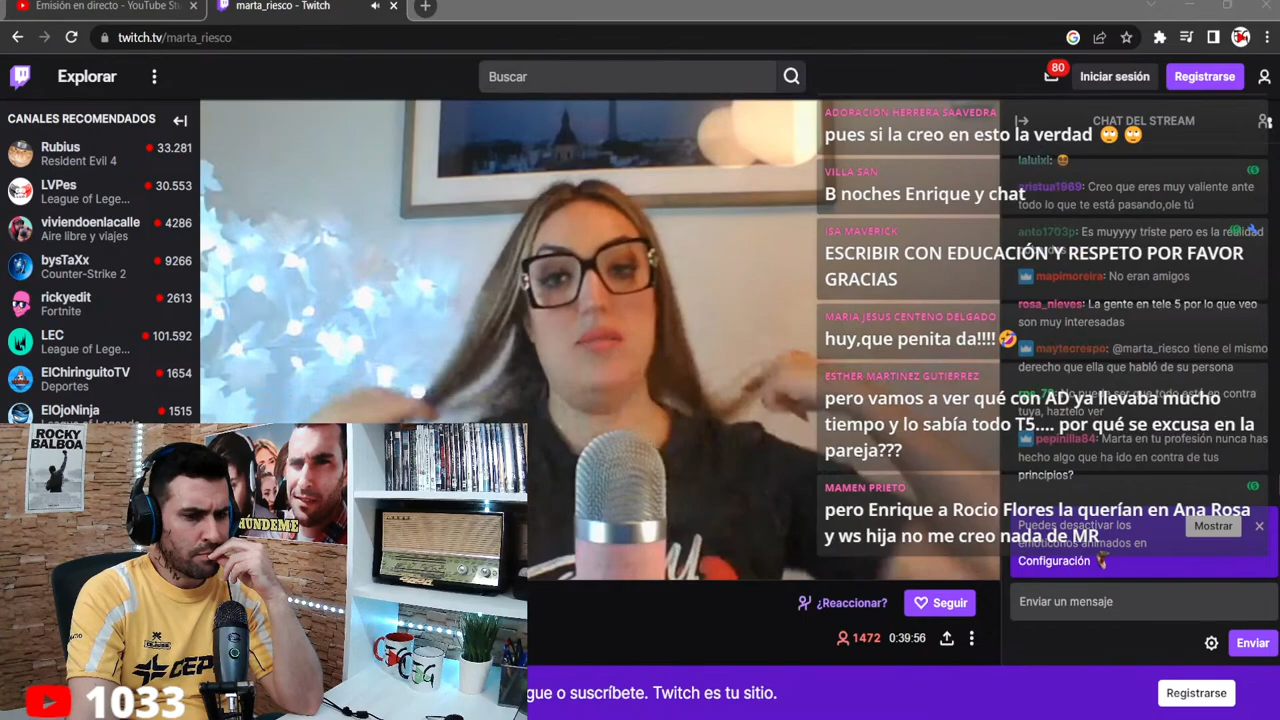 Emisión en directo - YouTube St
marta_riesco - Twitch
twitch.tv/marta_riesco
Explorar
Buscar
80
Iniciar sesión
Registrarse
CANALES RECOMENDADOS
Rubius
33.281
Resident Evil 4
LVPes
30.553
League of Lege...
viviendoenlacalle
4286
Aire libre y viajes
bysTaXx
9266
Counter-Strike 2
rickyedit
2613
Fortnite
LEC
101.592
League of Lege...
ElChiringuitoTV
1654
Deportes
ElOjoNinja
1515
ADORACIÓN HERRERA SAAVEDRA
pues si la creo en esto la verdad 🙄 🙄
VILLA SAN
B noches Enrique y chat
ISA MAVERICK
ESCRIBIR CON EDUCACIÓN Y RESPETO POR FAVOR
GRACIAS
MARIA JESUS CENTENO DELGADO
huy,que penita da!!!!🤣
ESTHER MARTINEZ GUTIERREZ
pero vamos a ver qué con AD ya llevaba mucho
tiempo y lo sabía todo T5.... por qué se excusa en la
pareja???
MAMEN PRIETO
pero Enrique a Rocio Flores la querían en Ana Rosa
y ws hija no me creo nada de MR
CHAT DEL STREAM
laluixi:
cristua1969: Creo que eres muy valiente ante
todo lo que te está pasando,ole tú
anto1703p: Es muyyyy triste pero es la realidad
mapimoreira: No eran amigos
rosa_nieves: La gente en tele 5 por lo que veo
son muy interesadas
maytecrespo: @marta_riesco tiene el mismo
derecho que ella que habló de su persona
tuya, haztelo ver
pepinilla84: Marta en tu profesión nunca has
hecho algo que ha ido en contra de tus
principios?
Puedes desactivar los
emoticonos animados en
Configuración
Mostrar
Enviar un mensaje
Enviar
¿Reaccionar?
Seguir
1472
0:39:56
ROCKY
BALBOA
HÚNDEME
CEP
1033
gue o suscríbete. Twitch es tu sitio.
Registrarse